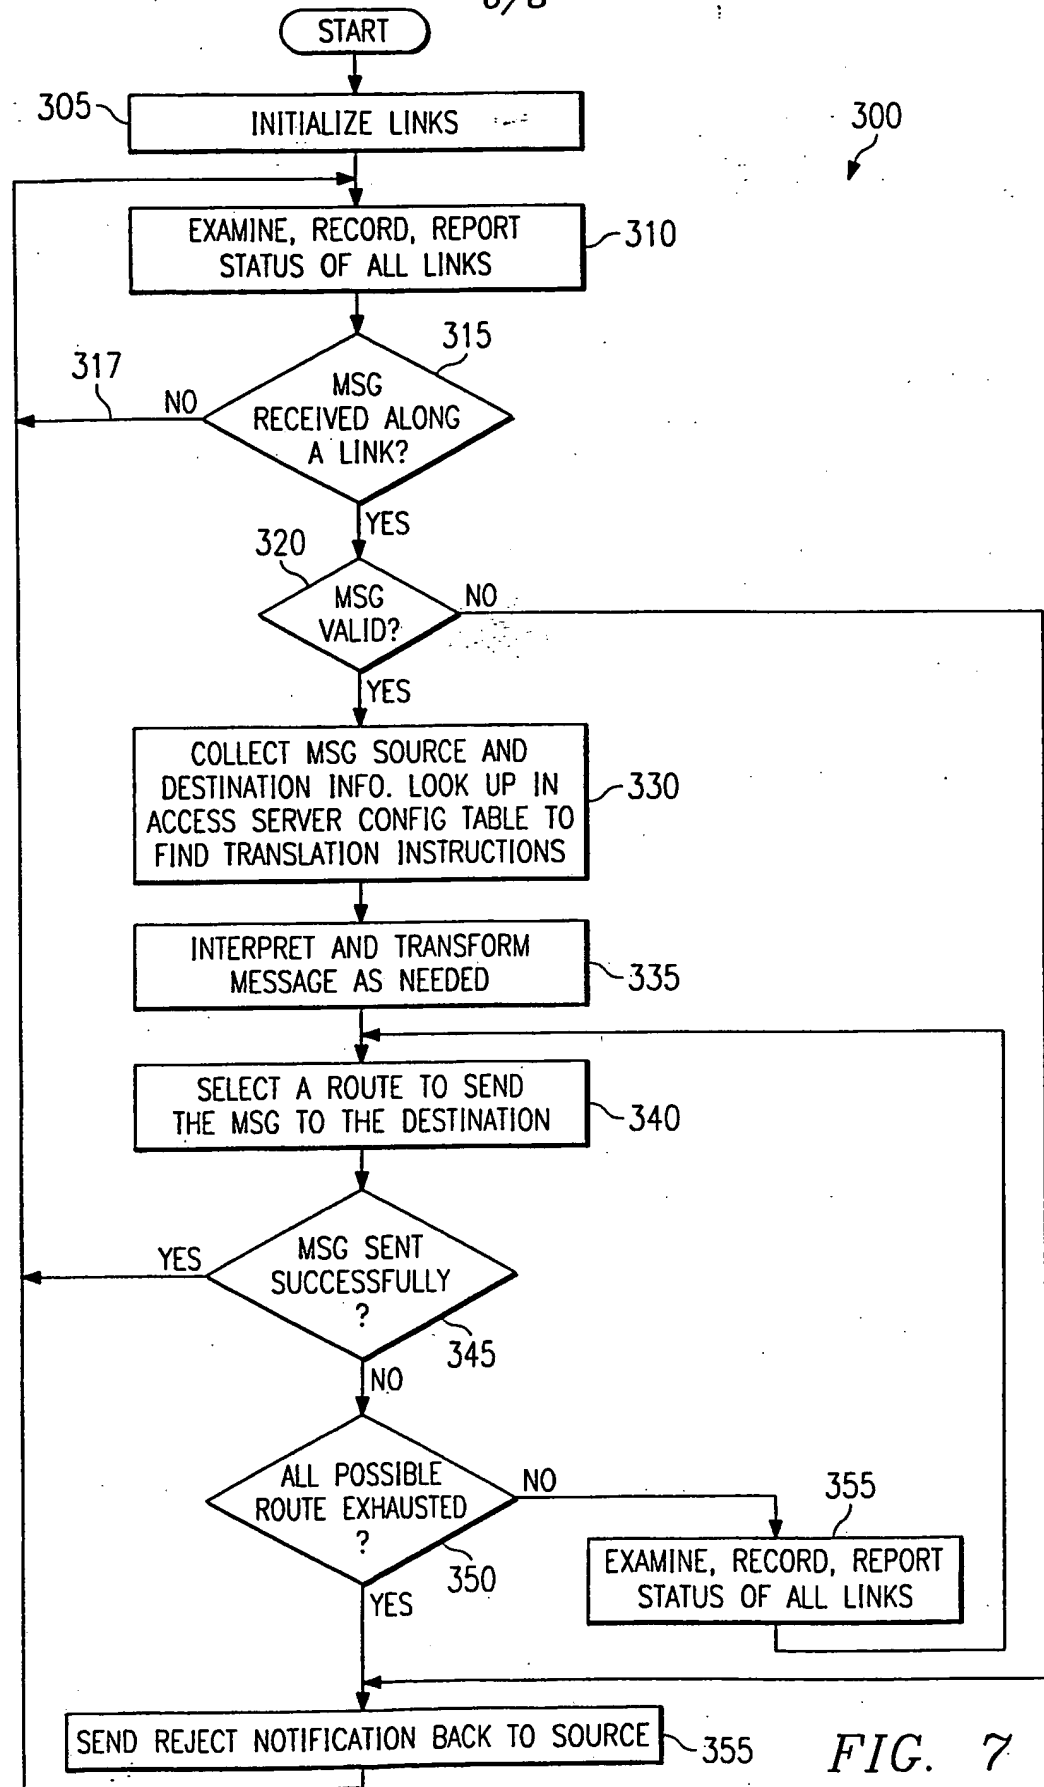 START
305
INITIALIZE LINKS
300
EXAMINE, RECORD, REPORT
STATUS OF ALL LINKS
310
315
317
NO
MSG
RECEIVED ALONG
A LINK?
YES
320
MSG
VALID?
NO
YES
COLLECT MSG SOURCE AND
DESTINATION INFO. LOOK UP IN
ACCESS SERVER CONFIG TABLE TO
FIND TRANSLATION INSTRUCTIONS
330
INTERPRET AND TRANSFORM
MESSAGE AS NEEDED
335
SELECT A ROUTE TO SEND
THE MSG TO THE DESTINATION
340
YES
MSG SENT
SUCCESSFULLY
?
345
NO
ALL POSSIBLE
ROUTE EXHAUSTED
?
350
NO
355
EXAMINE, RECORD, REPORT
STATUS OF ALL LINKS
YES
SEND REJECT NOTIFICATION BACK TO SOURCE
355
FIG. 7